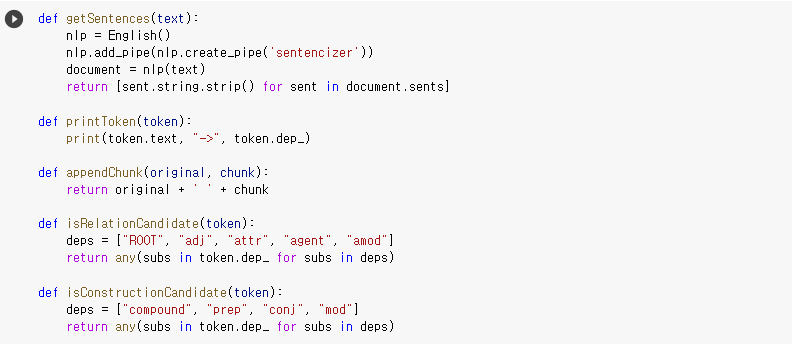 def getSentences(text):
    nlp = English()
    nlp.add_pipe(nlp.create_pipe('sentencizer'))
    document = nlp(text)
    return [sent.string.strip() for sent in document.sents]

def printToken(token):
    print(token.text, "->", token.dep_)

def appendChunk(original, chunk):
    return original + ' ' + chunk

def isRelationCandidate(token):
    deps = ["ROOT", "adj", "attr", "agent", "amod"]
    return any(subs in token.dep_ for subs in deps)

def isConstructionCandidate(token):
    deps = ["compound", "prep", "conj", "mod"]
    return any(subs in token.dep_ for subs in deps)